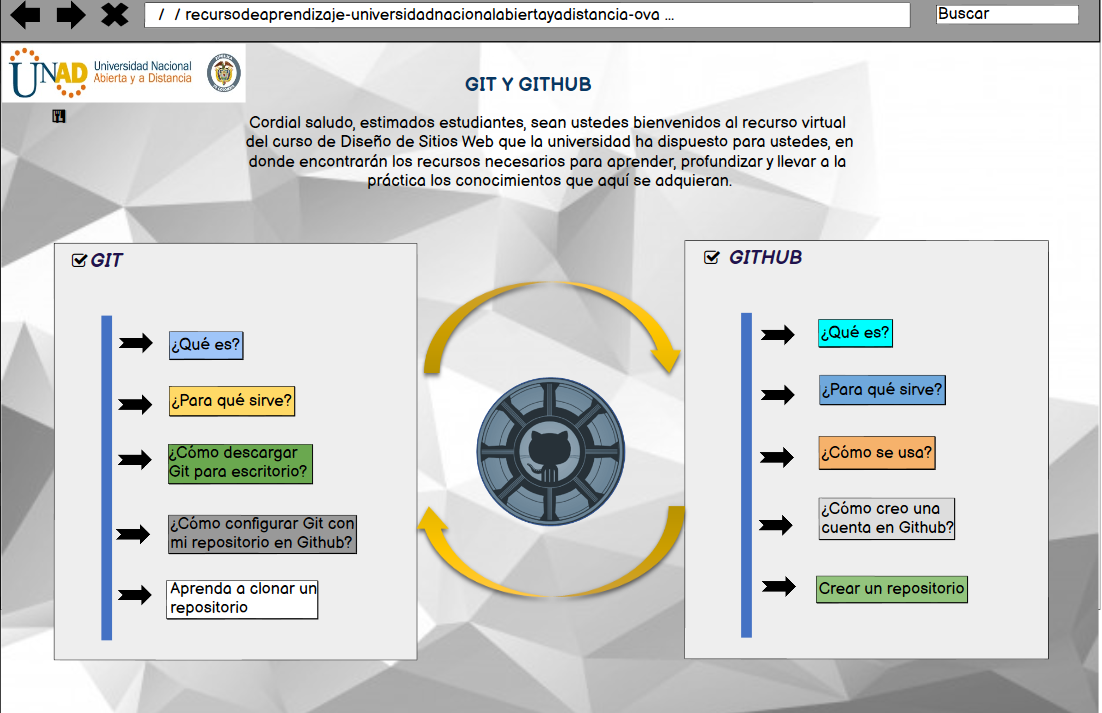 / / recursodeaprendizaje-universidadnacionalabiertayadistancia-ova ...
Buscar
UNAD
Universidad Nacional
Abierta y a Distancia
GIT Y GITHUB
Cordial saludo, estimados estudiantes, sean ustedes bienvenidos al recurso virtual
del curso de Diseño de Sitios Web que la universidad ha dispuesto para ustedes, en
donde encontrarán los recursos necesarios para aprender, profundizar y llevar a la
práctica los conocimientos que aquí se adquieran.
GIT
¿Qué es?
¿Para qué sirve?
¿Cómo descargar
Git para escritorio?
¿Cómo configurar Git con
mi repositorio en Github?
Aprenda a clonar un
repositorio
GITHUB
¿Qué es?
¿Para qué sirve?
¿Cómo se usa?
¿Cómo creo una
cuenta en Github?
Crear un repositorio